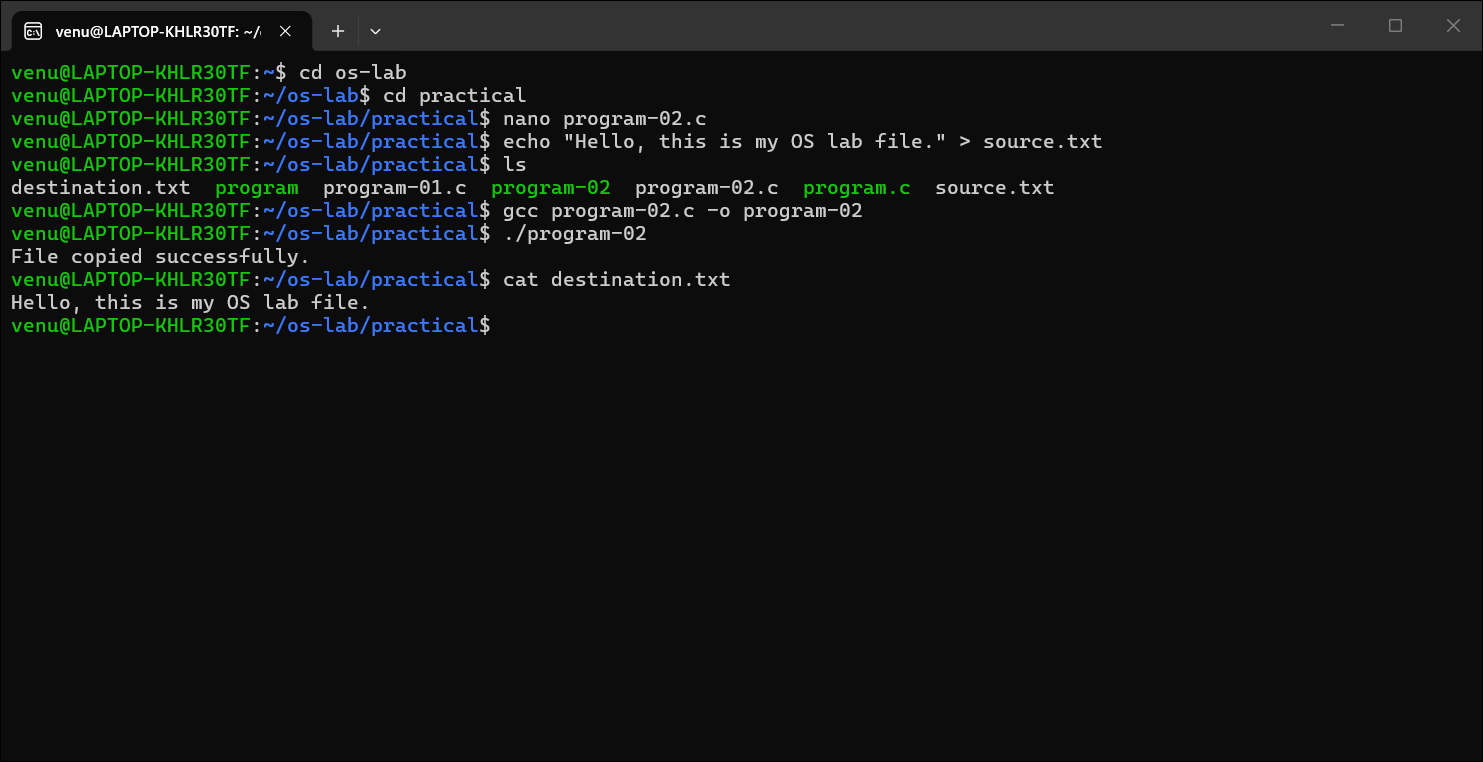 venu@LAPTOP-KHLR30TF: ~/
venu@LAPTOP-KHLR30TF:~$ cd os-lab
venu@LAPTOP-KHLR30TF:~/os-lab$ cd practical
venu@LAPTOP-KHLR30TF:~/os-lab/practical$ nano program-02.c
venu@LAPTOP-KHLR30TF:~/os-lab/practical$ echo "Hello, this is my OS lab file." > source.txt
venu@LAPTOP-KHLR30TF:~/os-lab/practical$ ls
destination.txt  program  program-01.c  program-02  program-02.c  program.c  source.txt
venu@LAPTOP-KHLR30TF:~/os-lab/practical$ gcc program-02.c -o program-02
venu@LAPTOP-KHLR30TF:~/os-lab/practical$ ./program-02
File copied successfully.
venu@LAPTOP-KHLR30TF:~/os-lab/practical$ cat destination.txt
Hello, this is my OS lab file.
venu@LAPTOP-KHLR30TF:~/os-lab/practical$